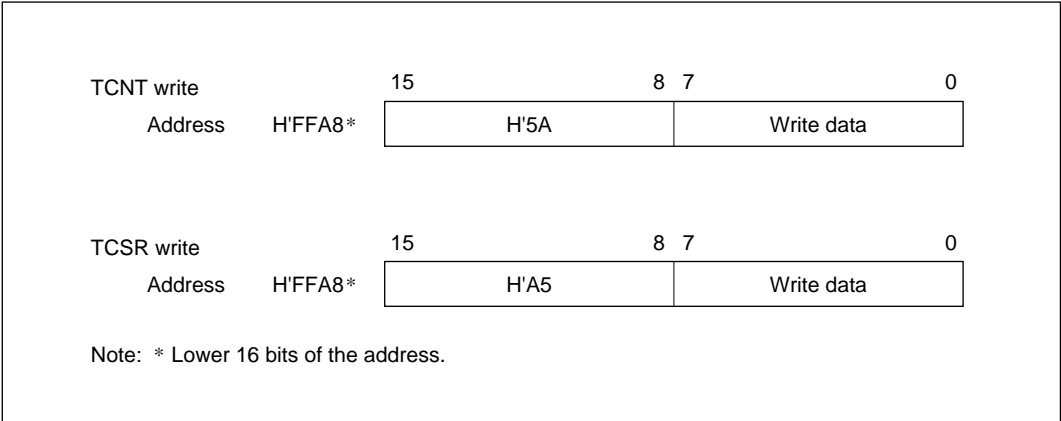 TCNT write
15 8 7 0
Address H'FFA8* H'5A Write data
TCSR write
15 8 7 0
Address H'FFA8* H'A5 Write data
Note: * Lower 16 bits of the address.